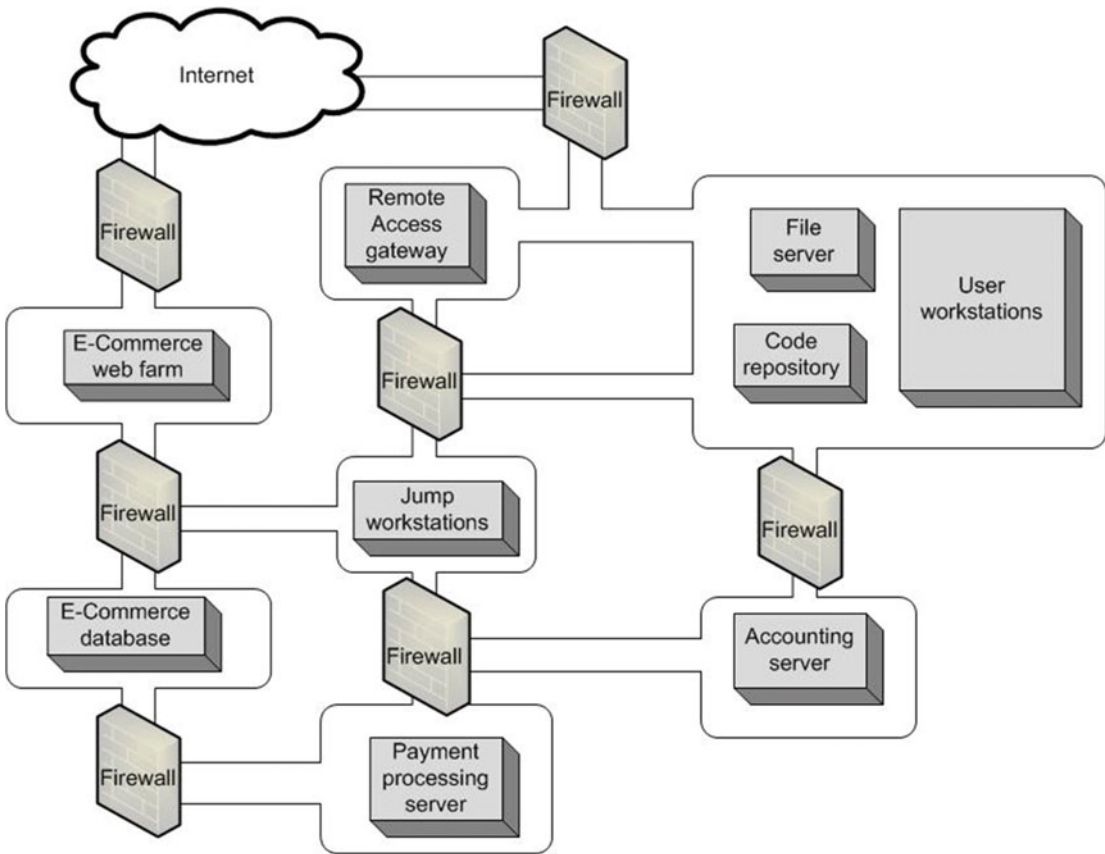 Internet
Firewall
Firewall
Remote
Access
gateway
File
server
User
workstations
E-Commerce
web farm
Firewall
Code
repository
Firewall
Jump
workstations
Firewall
E-Commerce
database
Firewall
Accounting
server
Firewall
Payment
processing
server